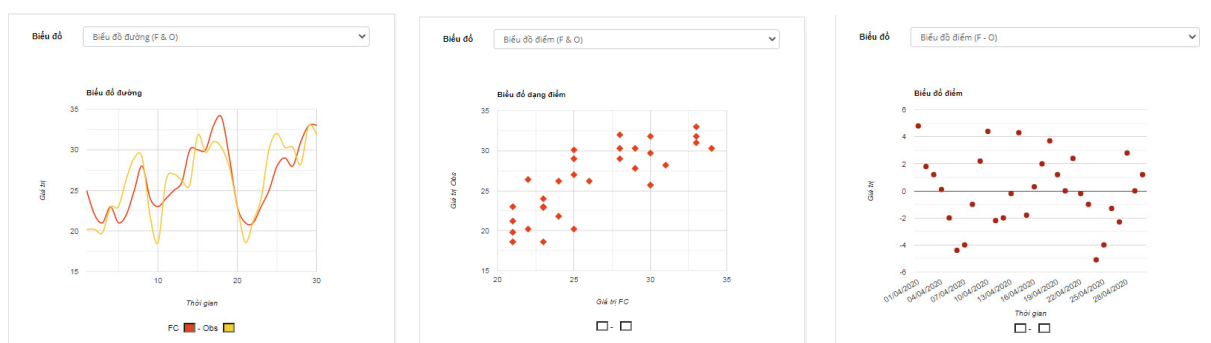 Biểu đồ
Biểu đồ đường (F & O)
Biểu đồ đường
35
30
25
20
15
10
20
30
Giá trị
Thời gian
FC - Obs
Biểu đồ
Biểu đồ điểm (F & O)
Biểu đồ dạng điểm
35
30
25
20
15
20
25
30
35
Giá trị Obs
Giá trị FC
-
Biểu đồ
Biểu đồ điểm (F - O)
Biểu đồ điểm
6
4
2
0
-2
-4
-6
01/04/2020
04/04/2020
07/04/2020
10/04/2020
13/04/2020
16/04/2020
19/04/2020
22/04/2020
25/04/2020
28/04/2020
Giá trị
Thời gian
-